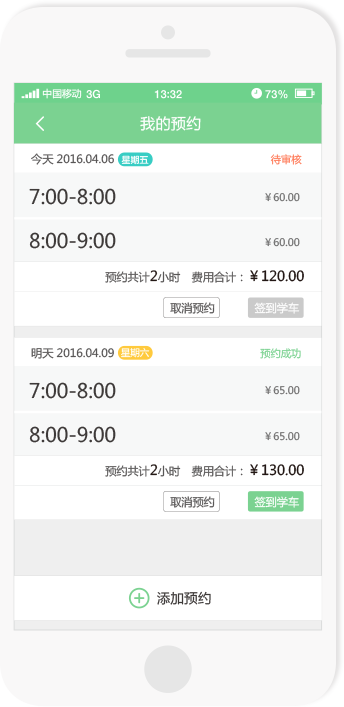 中国移动 3G 13:32 73%
我的预约
今天 2016.04.06 星期五 待审核
7:00-8:00 ¥60.00
8:00-9:00 ¥60.00
预约共计2小时 费用合计：¥120.00
取消预约 签到学车
明天 2016.04.09 星期六 预约成功
7:00-8:00 ¥65.00
8:00-9:00 ¥65.00
预约共计2小时 费用合计：¥130.00
取消预约 签到学车
添加预约